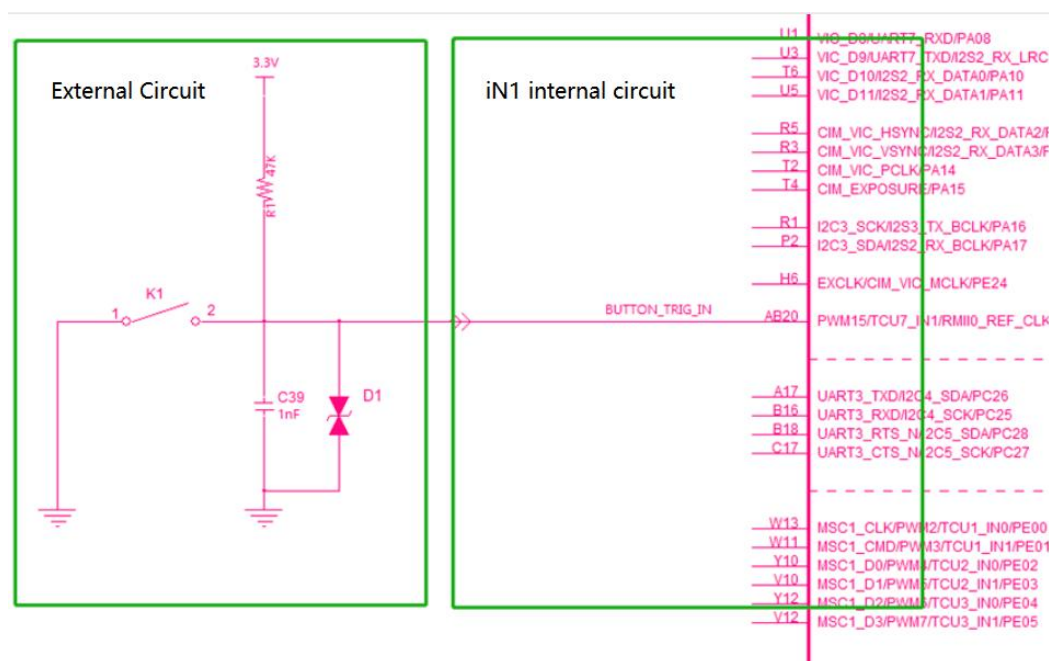 External Circuit
3.3V
R1 47K
K1
1
2
C39
1nF
D1
iN1 internal circuit
BUTTON_TRIG_IN
U1 VIC_D8/UART7_RXD/PA08
U3 VIC_D9/UART7_TXD/I2S2_RX_LRC
T6 VIC_D10/I2S2_RX_DATA0/PA10
U5 VIC_D11/I2S2_RX_DATA1/PA11
R5 CIM_VIC_HSYNC/I2S2_RX_DATA2/
R3 CIM_VIC_VSYNC/I2S2_RX_DATA3/
T2 CIM_VIC_PCLK/PA14
T4 CIM_EXPOSURE/PA15
R1 I2C3_SCK/I2S3_TX_BCLK/PA16
P2 I2C3_SDA/I2S2_RX_BCLK/PA17
H6 EXCLK/CIM_VIC_MCLK/PE24
AB20 PWM15/TCU7_IN1/RMII0_REF_CLK
A17 UART3_TXD/I2C4_SDA/PC26
B16 UART3_RXD/I2C4_SCK/PC25
B18 UART3_RTS_N/I2C5_SDA/PC28
C17 UART3_CTS_N/I2C5_SCK/PC27
W13 MSC1_CLK/PWM2/TCU1_IN0/PE00
W11 MSC1_CMD/PWM3/TCU1_IN1/PE01
Y10 MSC1_D0/PWM4/TCU2_IN0/PE02
V10 MSC1_D1/PWM5/TCU2_IN1/PE03
Y12 MSC1_D2/PWM6/TCU3_IN0/PE04
V12 MSC1_D3/PWM7/TCU3_IN1/PE05